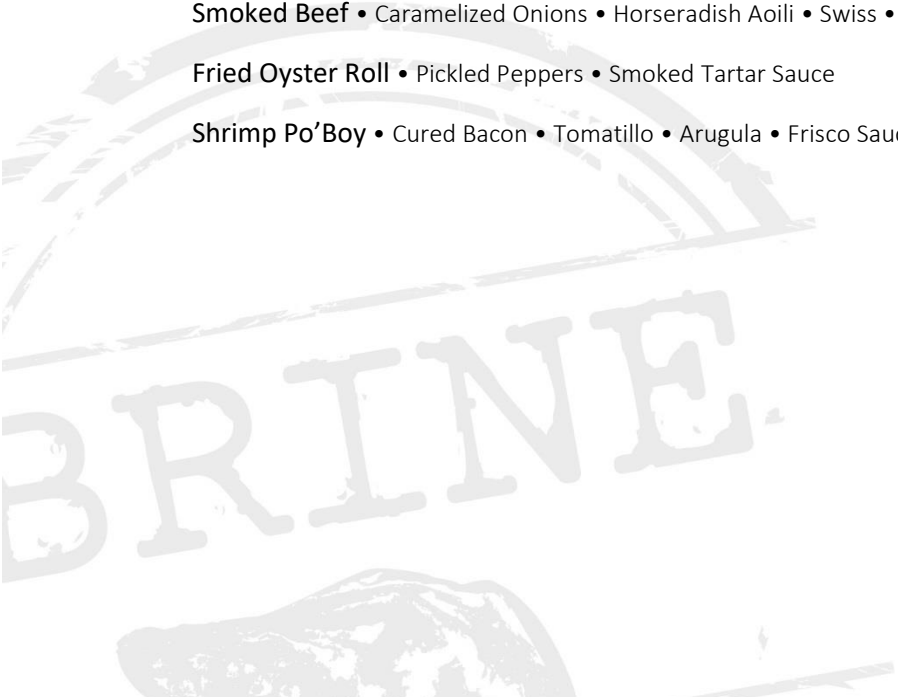 Smoked Beef • Caramelized Onions • Horseradish Aoili • Swiss •
Fried Oyster Roll • Pickled Peppers • Smoked Tartar Sauce
Shrimp Po’Boy • Cured Bacon • Tomatillo • Arugula • Frisco
BRINE.